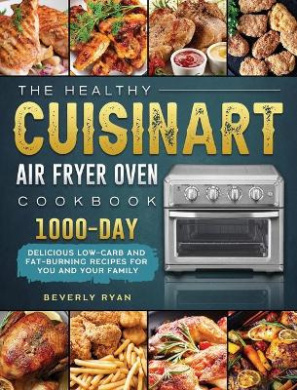 THE HEALTHY
CUISINART
AIR FRYER OVEN
COOKBOOK
1000-DAY
DELICIOUS LOW-CARB AND
FAT-BURNING RECIPES FOR
YOU AND YOUR FAMILY
BEVERLY RYAN